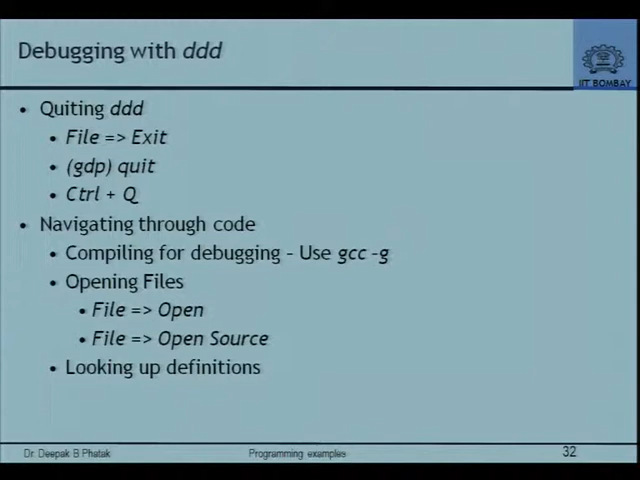 Debugging with ddd
IIT BOMBAY
• Quiting ddd
• File => Exit
• (gdp) quit
• Ctrl + Q
• Navigating through code
• Compiling for debugging – Use gcc –g
• Opening Files
• File => Open
• File => Open Source
• Looking up definitions
Dr. Deepak B Phatak
Programming examples
32